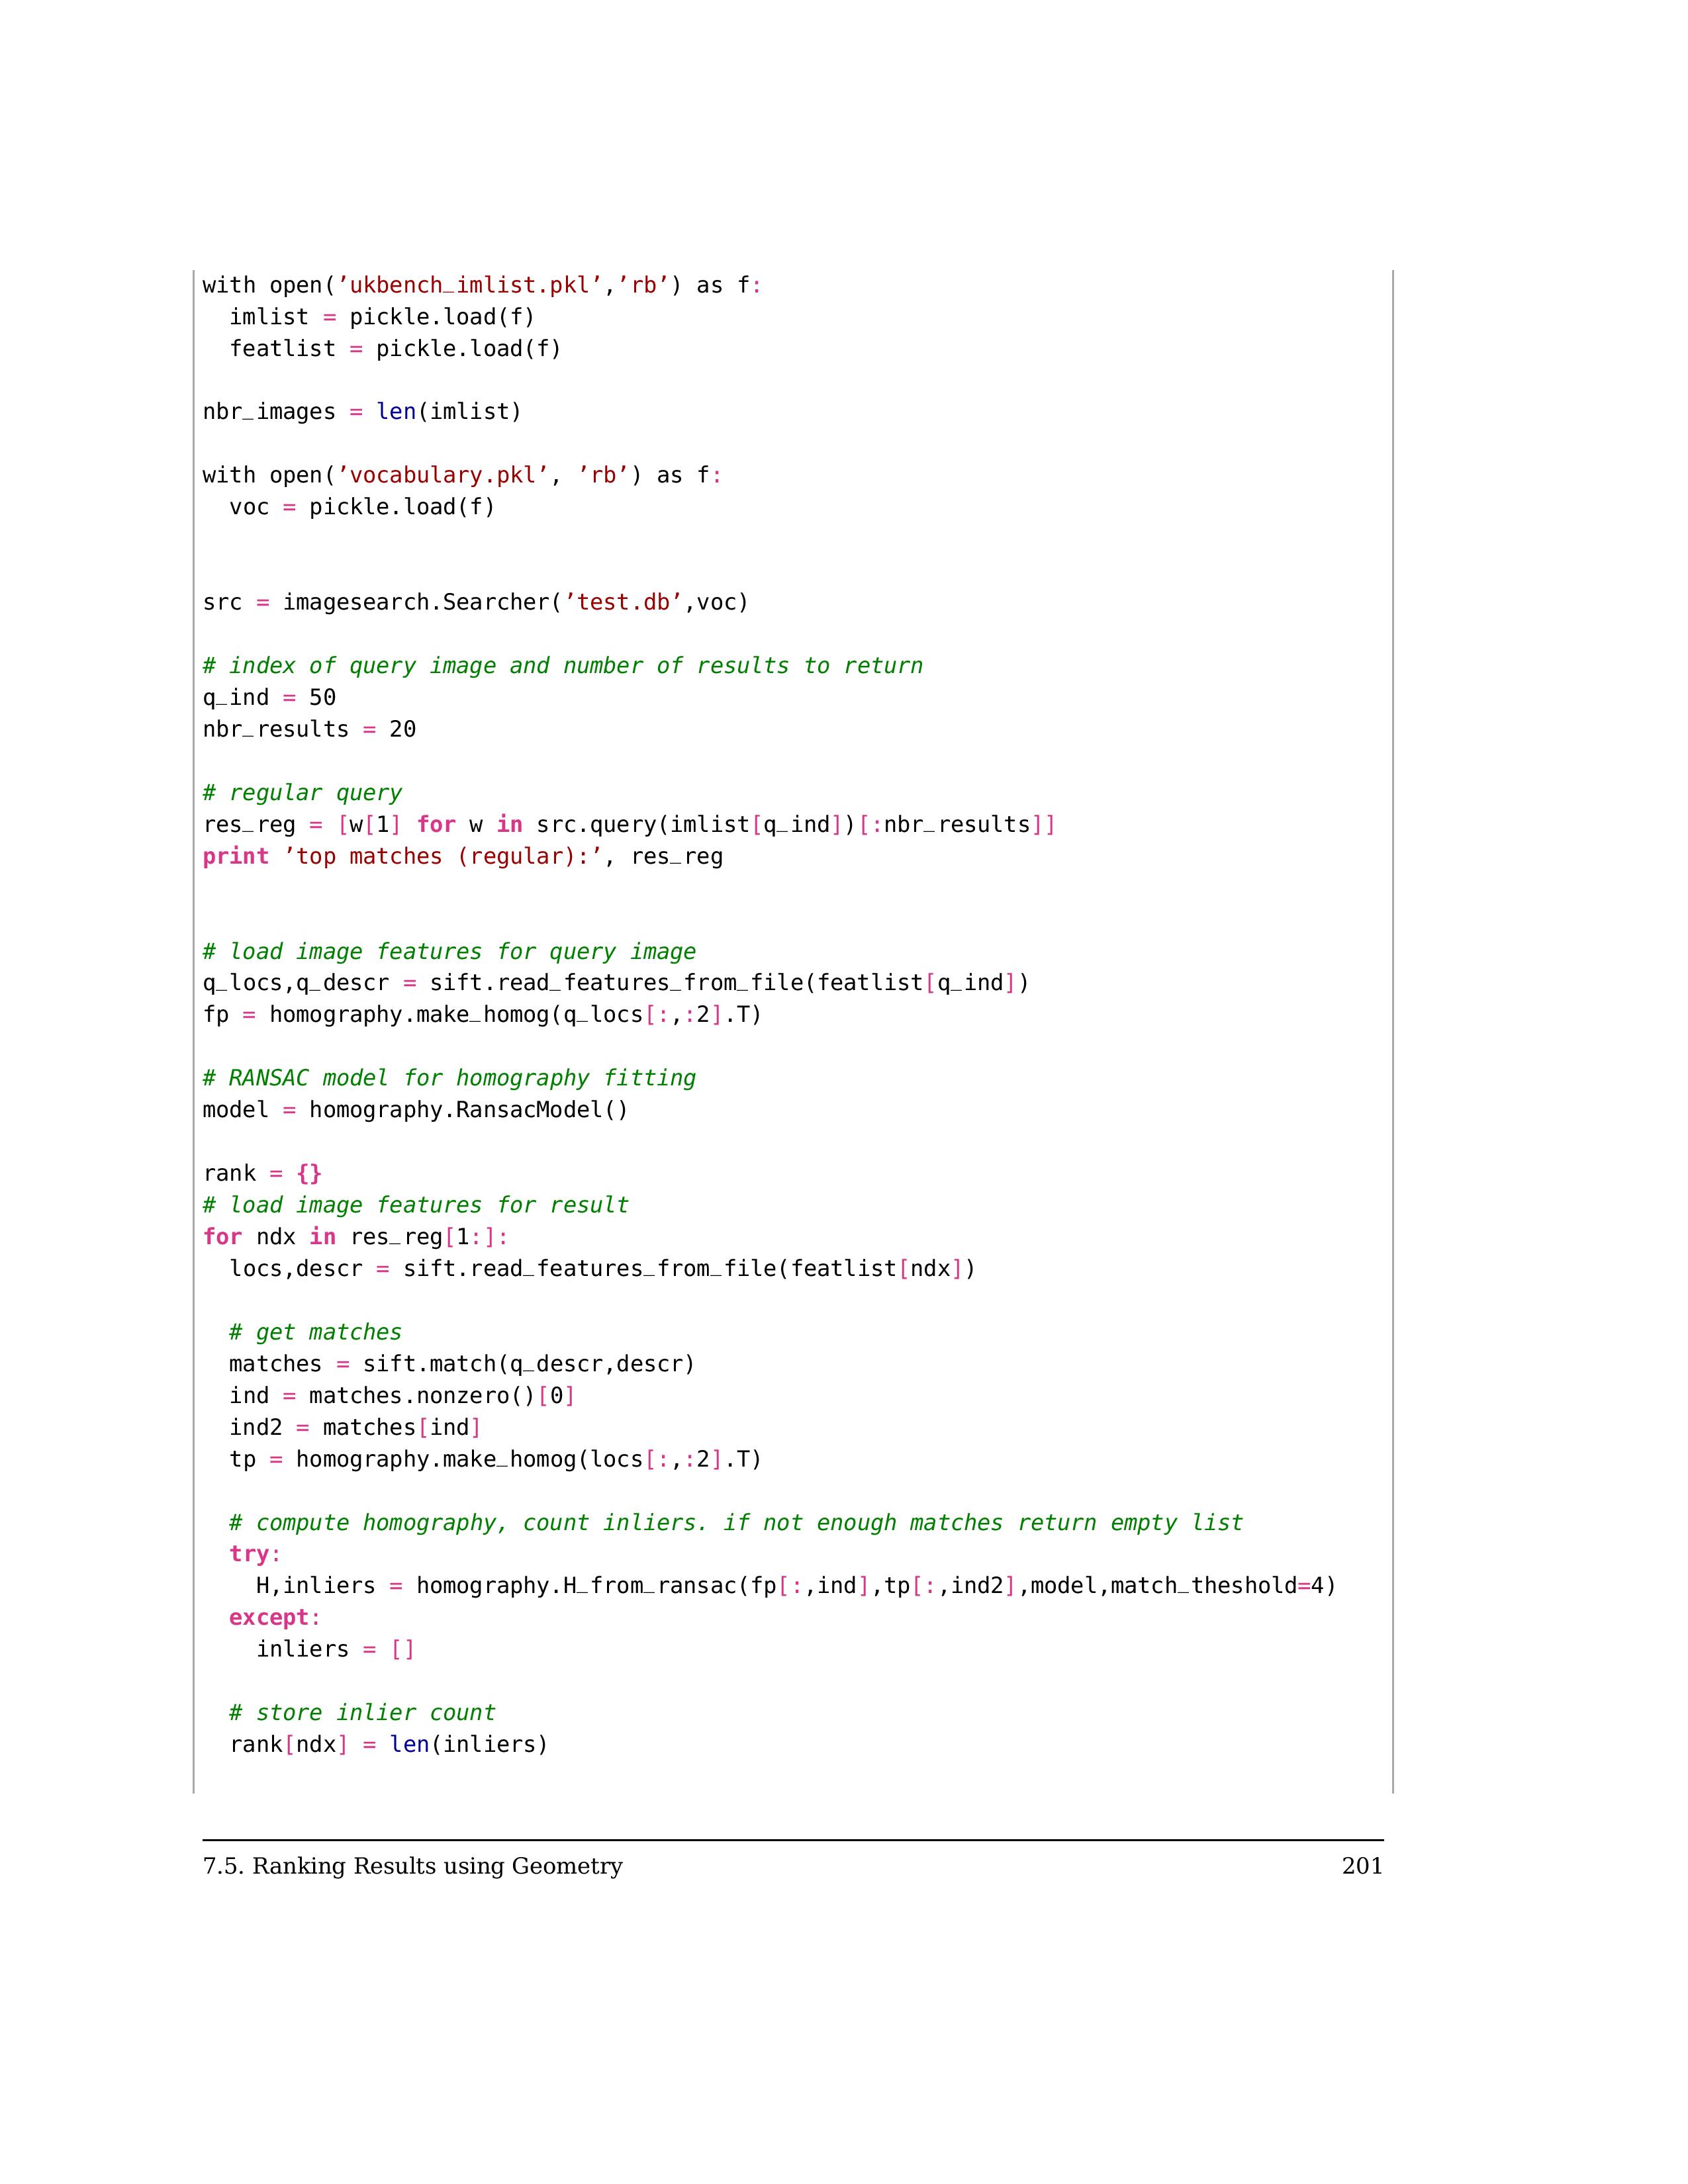 with open(’ukbench_imlist.pkl’,’rb’) as f:
  imlist = pickle.load(f)
  featlist = pickle.load(f)

nbr_images = len(imlist)

with open(’vocabulary.pkl’, ’rb’) as f:
  voc = pickle.load(f)


src = imagesearch.Searcher(’test.db’,voc)

# index of query image and number of results to return
q_ind = 50
nbr_results = 20

# regular query
res_reg = [w[1] for w in src.query(imlist[q_ind])[:nbr_results]]
print ’top matches (regular):’, res_reg


# load image features for query image
q_locs,q_descr = sift.read_features_from_file(featlist[q_ind])
fp = homography.make_homog(q_locs[:,:2].T)

# RANSAC model for homography fitting
model = homography.RansacModel()

rank = {}
# load image features for result
for ndx in res_reg[1:]:
  locs,descr = sift.read_features_from_file(featlist[ndx])

  # get matches
  matches = sift.match(q_descr,descr)
  ind = matches.nonzero()[0]
  ind2 = matches[ind]
  tp = homography.make_homog(locs[:,:2].T)

  # compute homography, count inliers. if not enough matches return empty list
  try:
    H,inliers = homography.H_from_ransac(fp[:,ind],tp[:,ind2],model,match_theshold=4)
  except:
    inliers = []

  # store inlier count
  rank[ndx] = len(inliers)

7.5. Ranking Results using Geometry 201